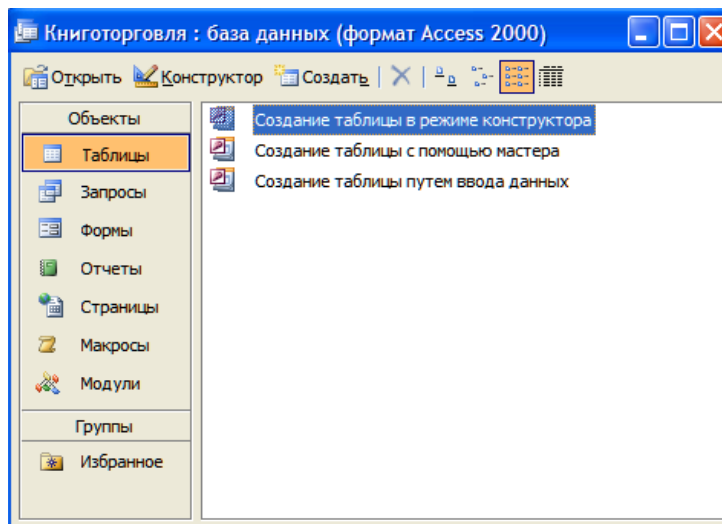 Книготорговля : база данных (формат Access 2000)
Открыть Конструктор Создать
Объекты
Таблицы
Запросы
Формы
Отчеты
Страницы
Макросы
Модули
Группы
Избранное
Создание таблицы в режиме конструктора
Создание таблицы с помощью мастера
Создание таблицы путем ввода данных